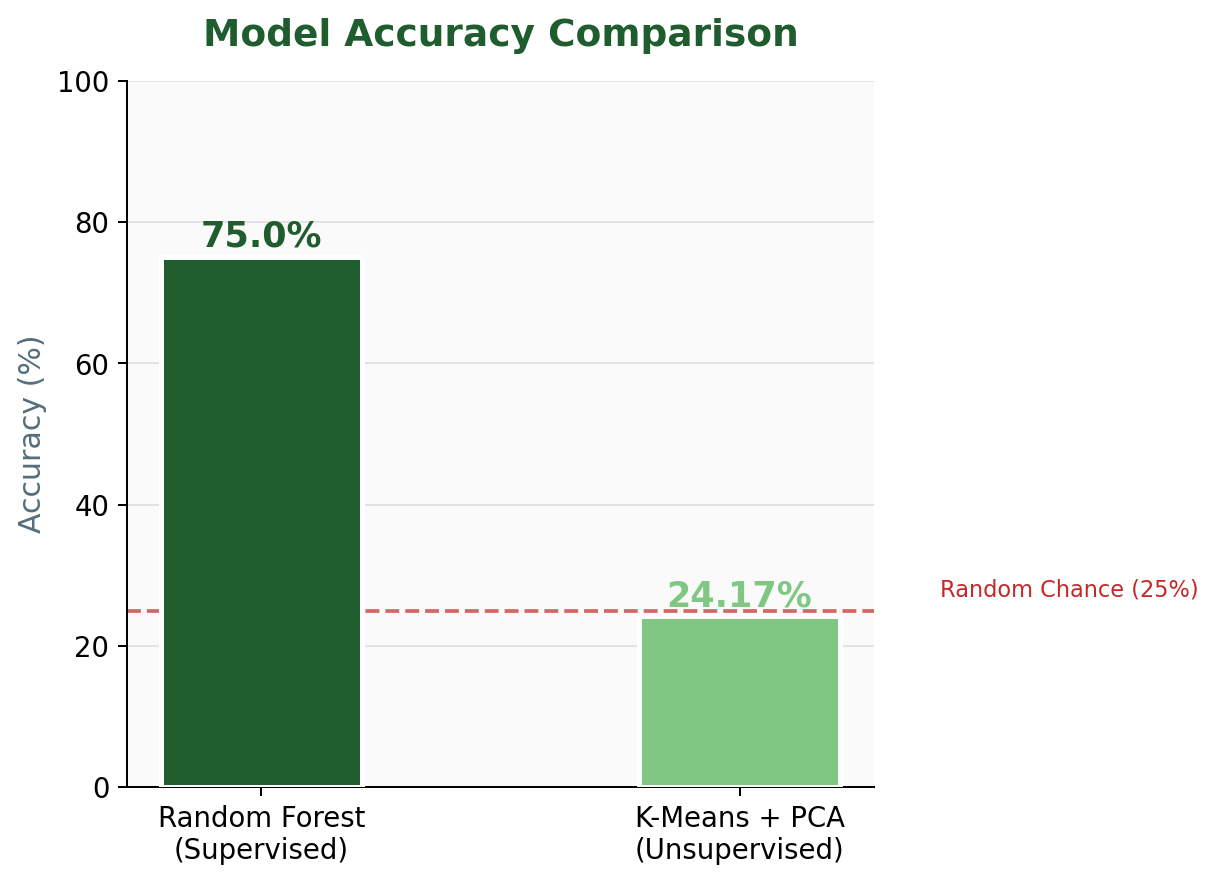 Model Accuracy Comparison
Accuracy (%)
100
80
60
40
20
0
75.0%
24.17%
Random Chance (25%)
Random Forest
(Supervised)
K-Means + PCA
(Unsupervised)